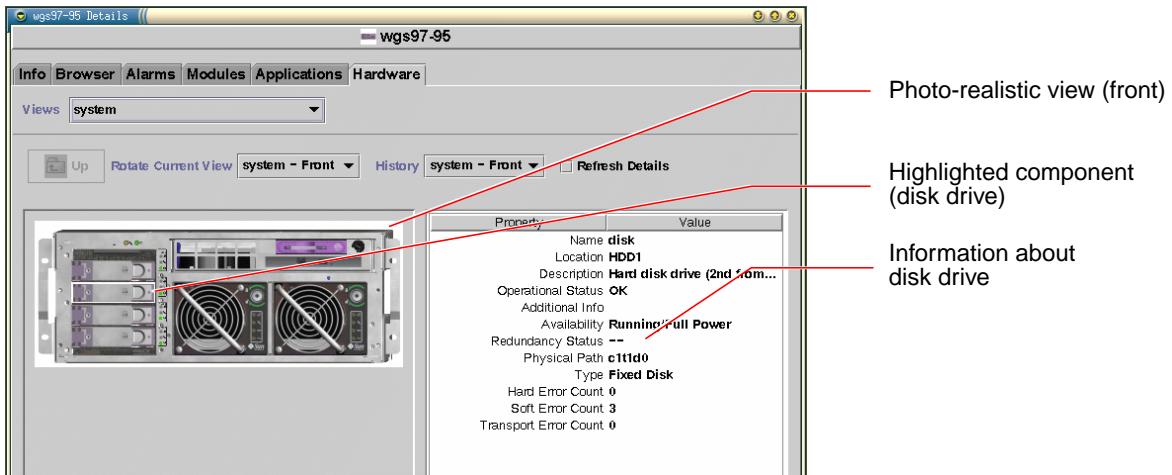 wgs97-95 Details
wgs97-95
Info Browser Alarms Modules Applications Hardware
Views system
Up Rotate Current View system - Front History system - Front Refresh Details
Property Value
Name disk
Location HDD1
Description Hard disk drive (2nd from...
Operational Status OK
Additional Info
Availability Running/Full Power
Redundancy Status --
Physical Path c1t1d0
Type Fixed Disk
Hard Error Count 0
Soft Error Count 3
Transport Error Count 0
Photo-realistic view (front)
Highlighted component
(disk drive)
Information about
disk drive